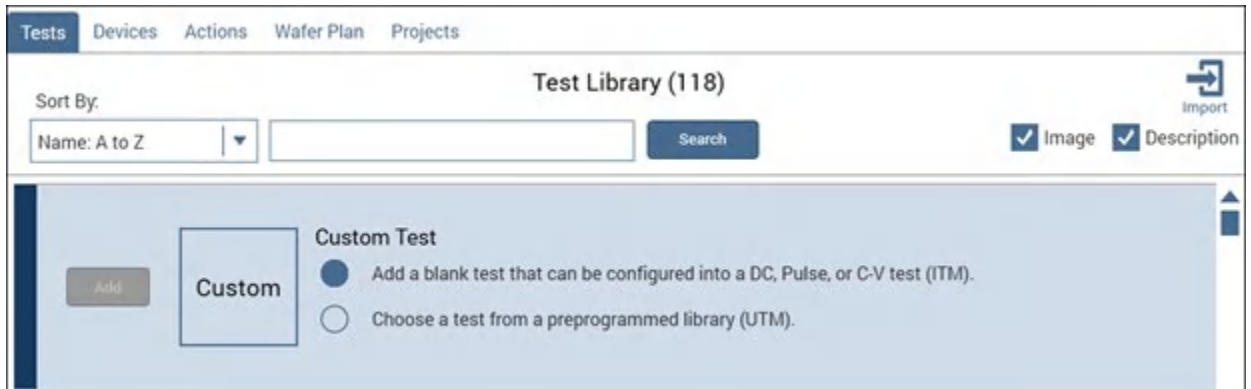 Tests Devices Actions Wafer Plan Projects
Test Library (118)
Import
Sort By:
Name: A to Z
Search
Image Description
Custom Test
Add
Custom
Add a blank test that can be configured into a DC, Pulse, or C-V test (ITM).
Choose a test from a preprogrammed library (UTM).